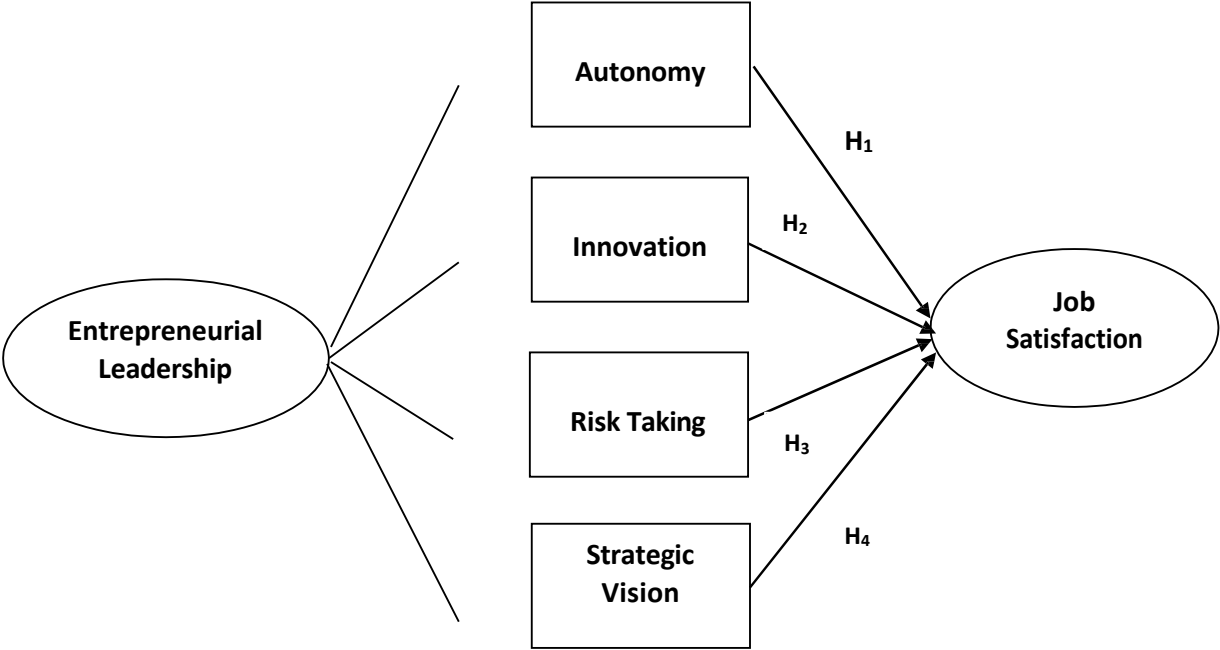 Autonomy
H₁
H₂
Innovation
Entrepreneurial
Leadership
Job
Satisfaction
Risk Taking
H₃
Strategic
Vision
H₄